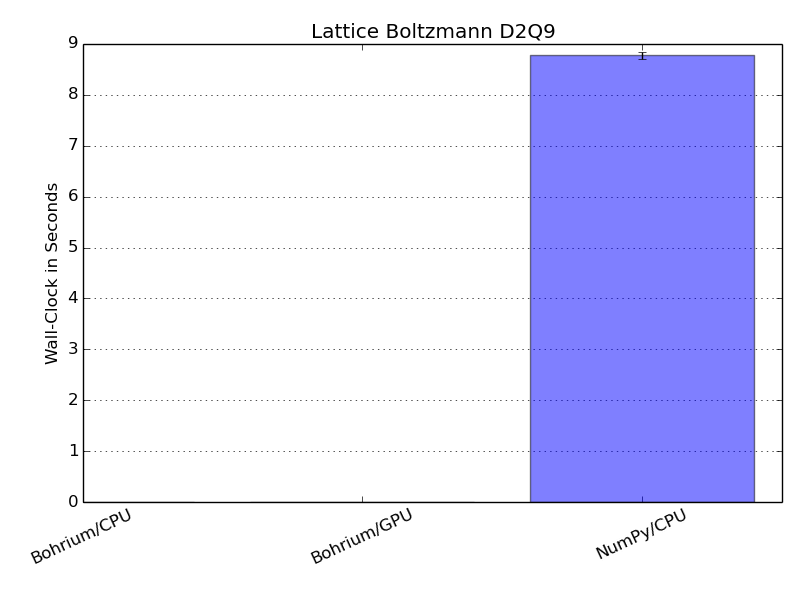 Lattice Boltzmann D2Q9
9
8
7
6
5
4
3
2
1
0
Wall-Clock in Seconds
Bohrium/CPU
Bohrium/GPU
NumPy/CPU